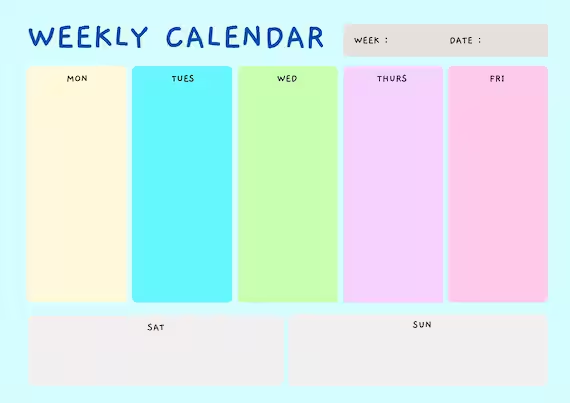 WEEKLY CALENDAR
WEEK : DATE :
MON TUES WED THURS FRI
SAT SUN